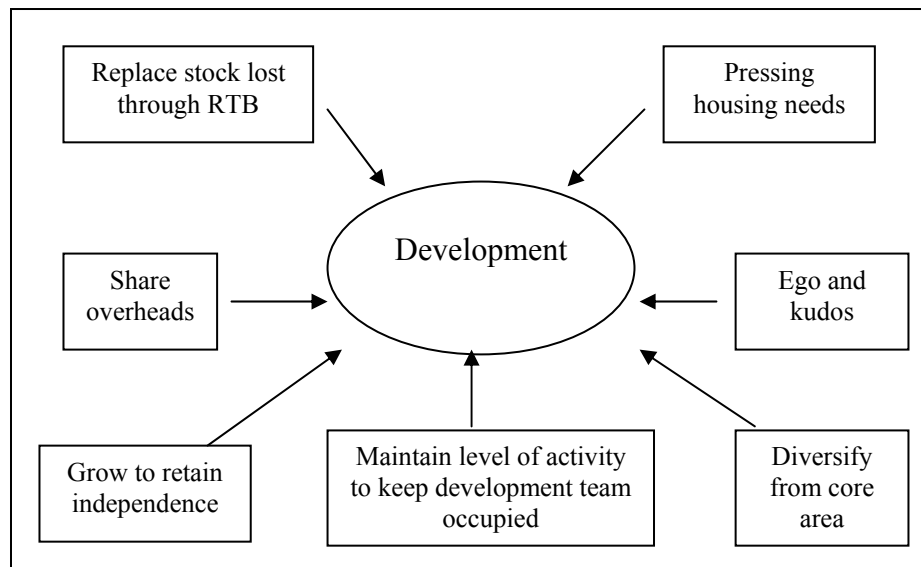 Replace stock lost
through RTB
Pressing
housing needs
Development
Share
overheads
Ego and
kudos
Grow to retain
independence
Maintain level of activity
to keep development team
occupied
Diversify
from core
area